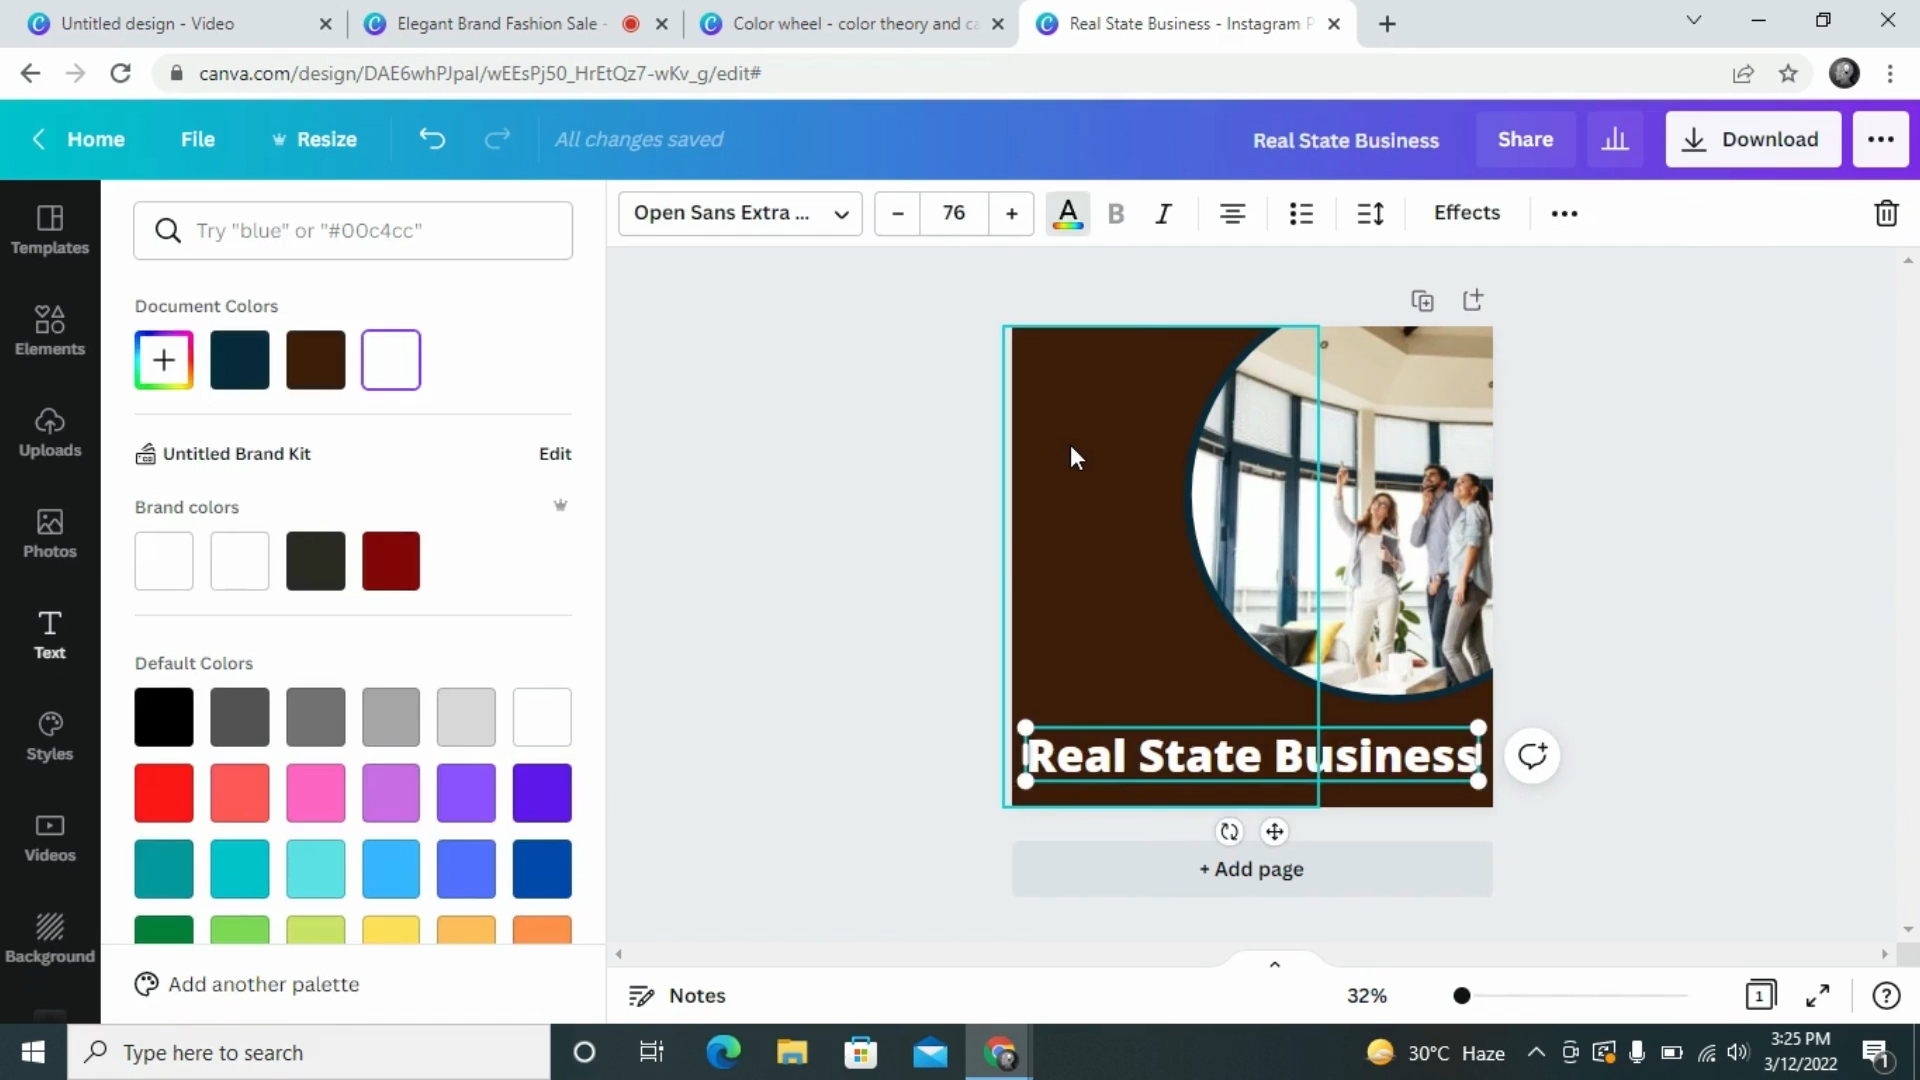 Untitled design - Video
Elegant Brand Fashion Sale -
Color wheel - color theory and ca
Real State Business - Instagram P
canva.com/design/DAE6whPJpaI/wEEsPj50_HrEtQz7-wKv_g/edit#
Home
File
Resize
All changes saved
Real State Business
Share
Download
Templates
Elements
Uploads
Photos
Text
Styles
Videos
Background
Try "blue" or "#00c4cc"
Document Colors
Untitled Brand Kit
Edit
Brand colors
Default Colors
Add another palette
Open Sans Extra ...
– 76 +
A
B
I
Effects
Real State Business
+ Add page
Notes
32%
1
Type here to search
30°C Haze
3:25 PM
3/12/2022
1